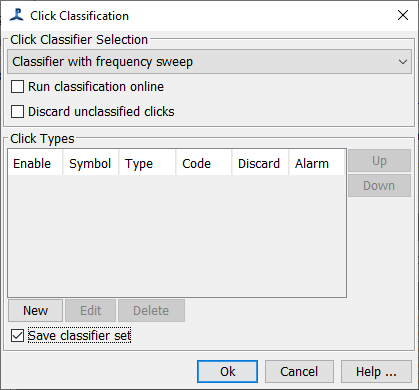 Click Classification
Click Classifier Selection
Classifier with frequency sweep
Run classification online
Discard unclassified clicks
Click Types
Enable Symbol Type Code Discard Alarm
Up
Down
New Edit Delete
Save classifier set
Ok Cancel Help ...